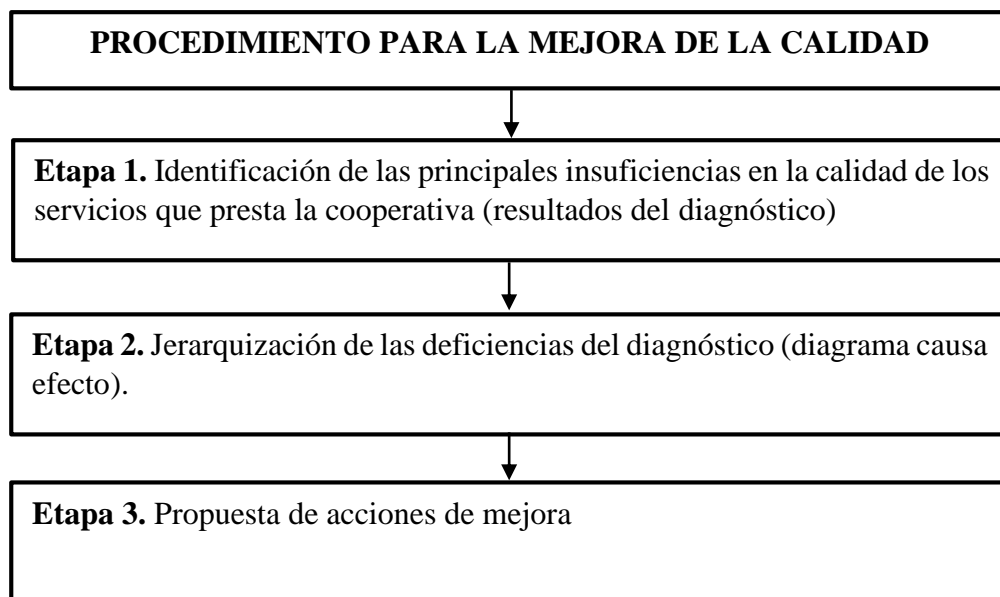 PROCEDIMIENTO PARA LA MEJORA DE LA CALIDAD
Etapa 1. Identificación de las principales insuficiencias en la calidad de los
servicios que presta la cooperativa (resultados del diagnóstico)
Etapa 2. Jerarquización de las deficiencias del diagnóstico (diagrama causa
efecto).
Etapa 3. Propuesta de acciones de mejora